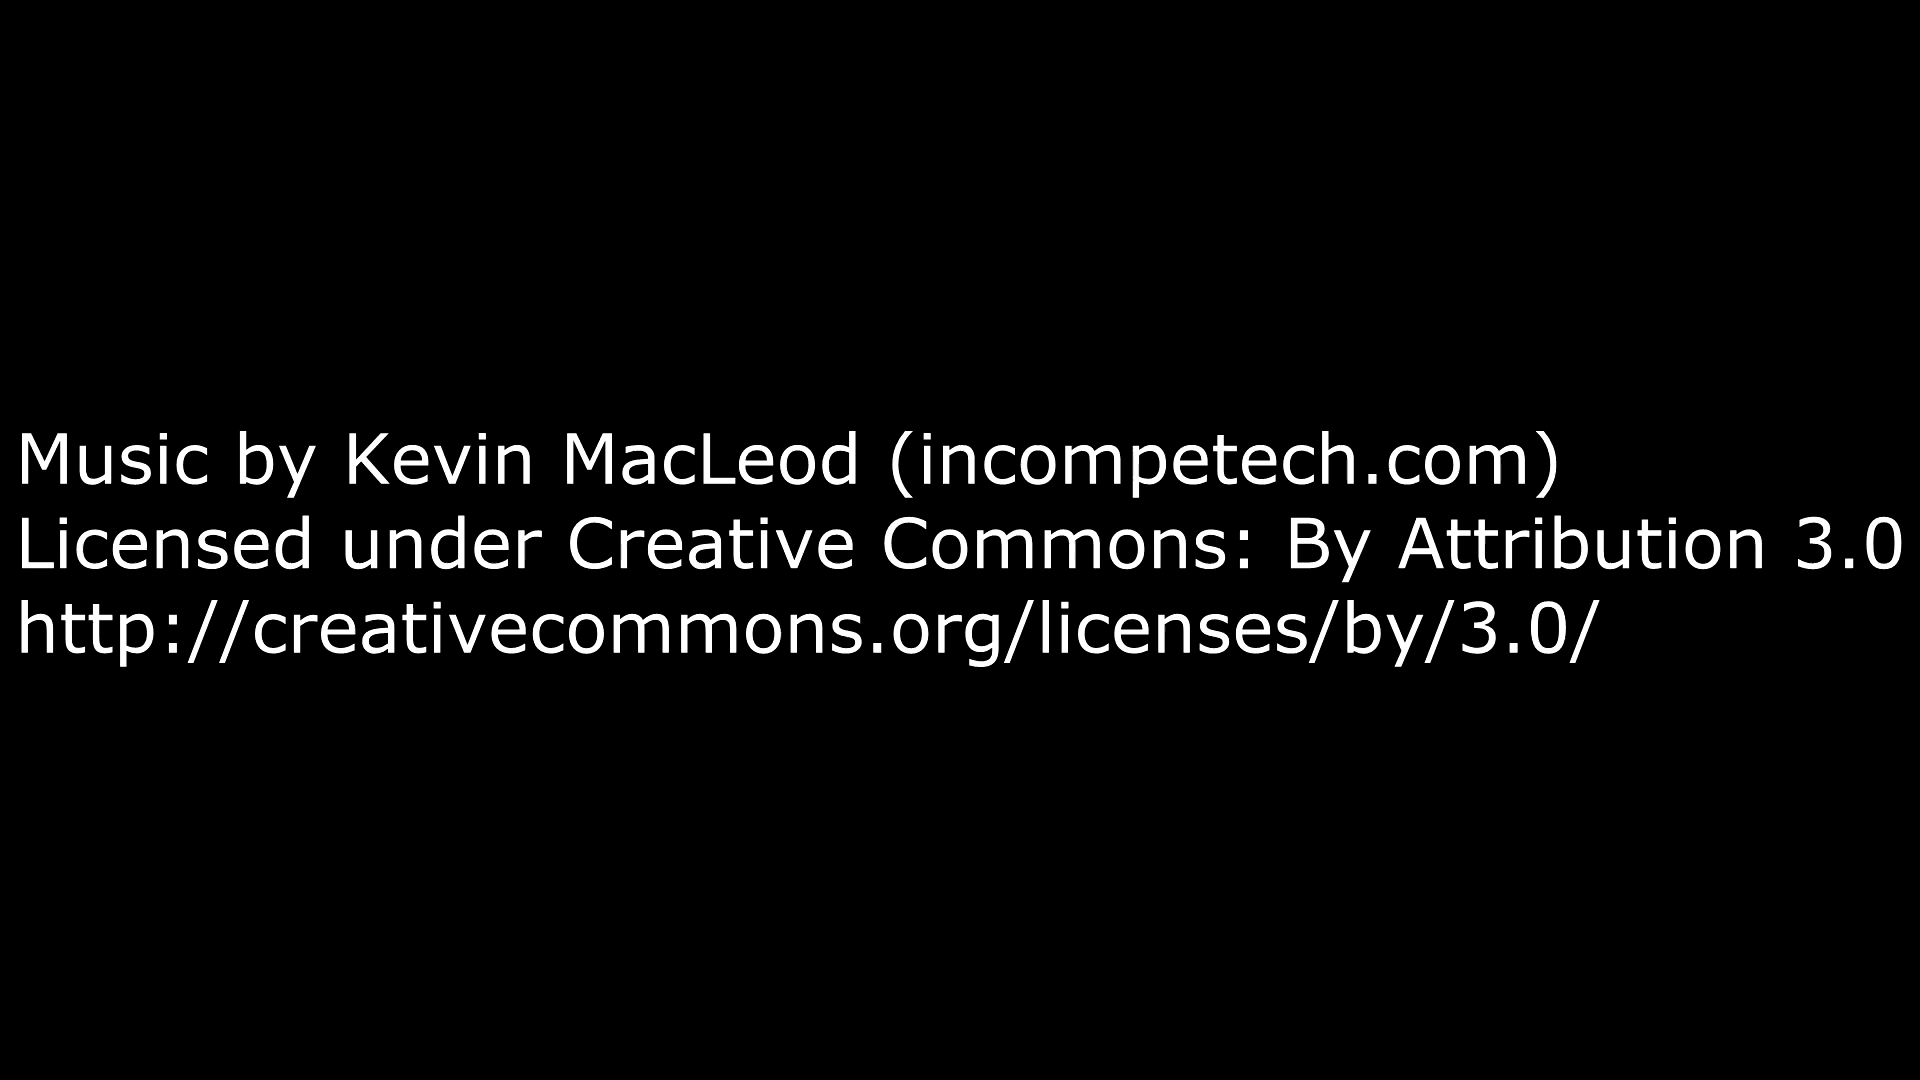 Music by Kevin MacLeod (incompetech.com)
Licensed under Creative Commons: By Attribution 3.0
http://creativecommons.org/licenses/by/3.0/